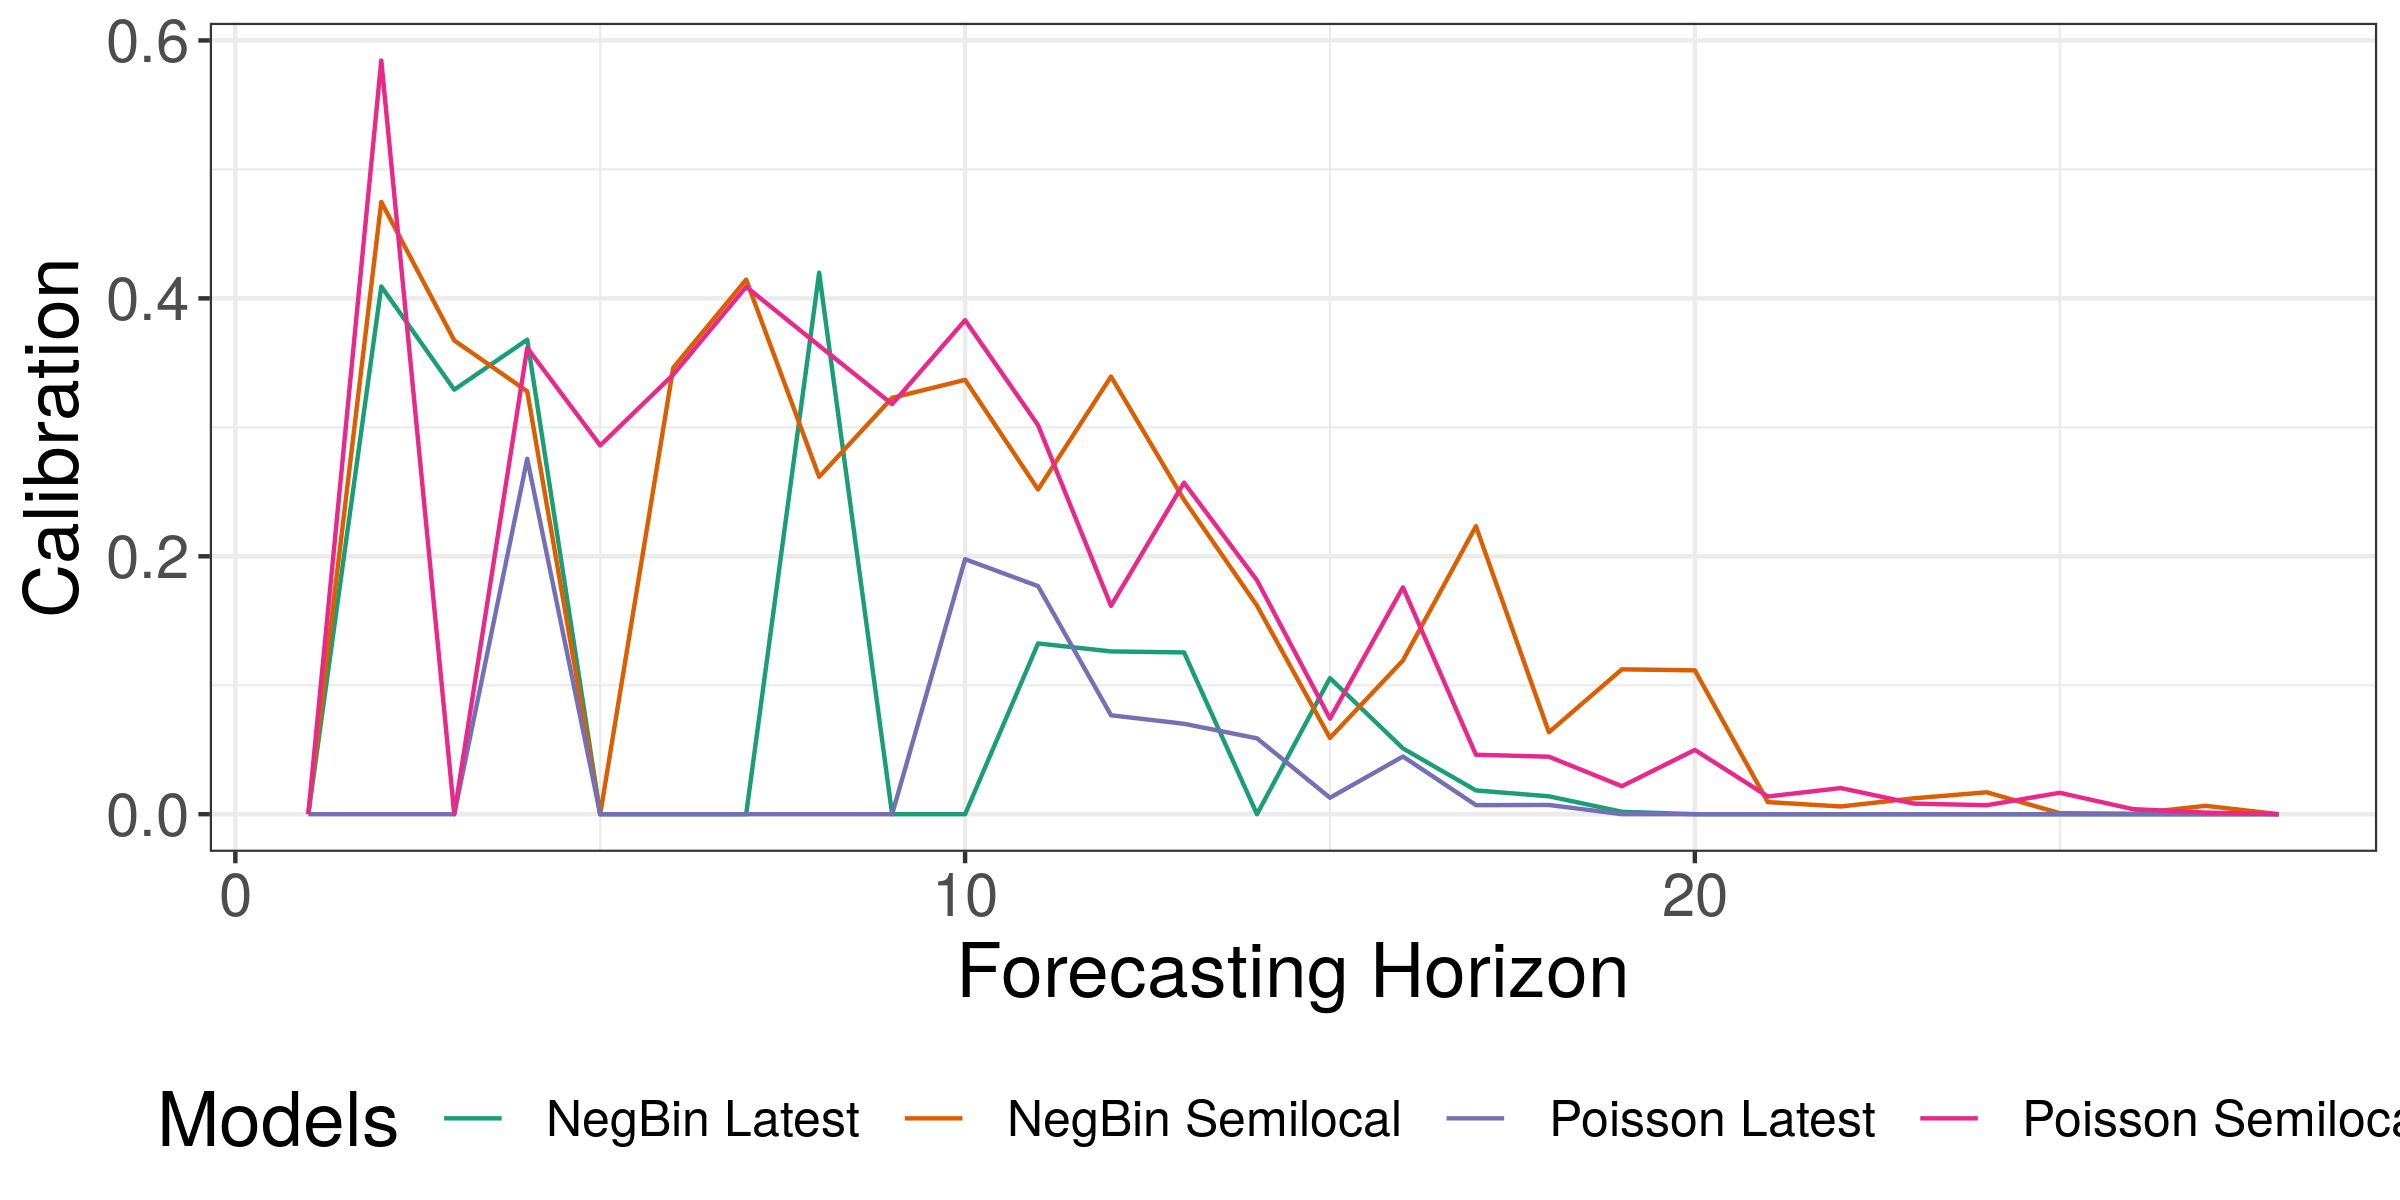 0.6
0.4
0.2
0.0
Calibration
0 10 20
Forecasting Horizon
Models NegBin Latest NegBin Semilocal Poisson Latest Poisson